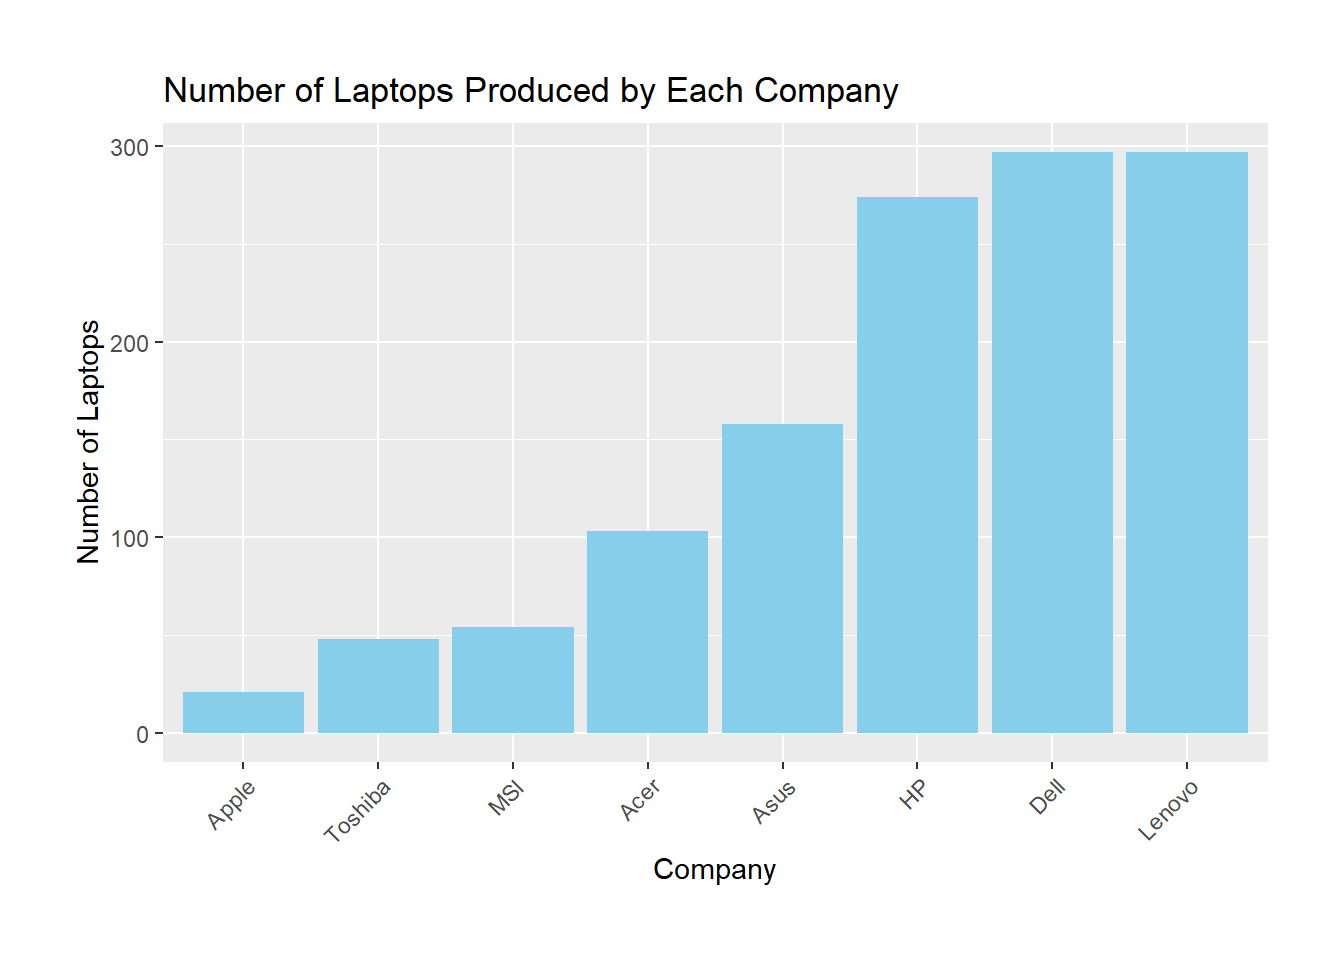 Number of Laptops Produced by Each Company
Number of Laptops
300
200
100
0
Apple
Toshiba
MSI
Acer
Asus
HP
Dell
Lenovo
Company